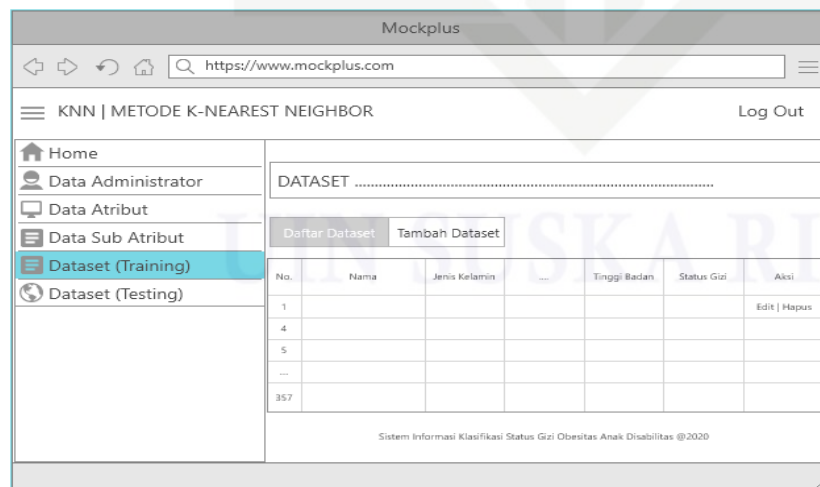 Mockplus
https://www.mockplus.com
KNN | METODE K-NEAREST NEIGHBOR Log Out
Home
Data Administrator
Data Atribut
Data Sub Atribut
Dataset (Training)
Dataset (Testing)
DATASET ........................................................................................
Daftar Dataset Tambah Dataset
No. Nama Jenis Kelamin .... Tinggi Badan Status Gizi Aksi
1 Edit | Hapus
4
5
....
357
Sistem Informasi Klasifikasi Status Gizi Obesitas Anak Disabilitas @2020
UIN SUSKA RI